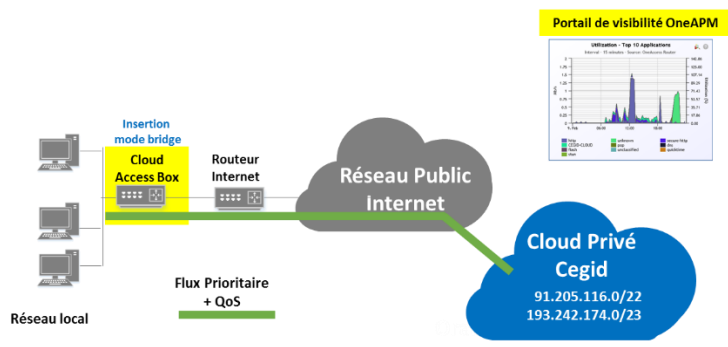 Portail de visibilité OneAPM
Utilization - Top 10 Applications
Insertion
mode bridge
Cloud
Access Box
Routeur
Internet
Réseau Public
Internet
Cloud Privé
Cegid
91.205.116.0/22
193.242.174.0/23
Flux Prioritaire
+ QoS
Réseau local